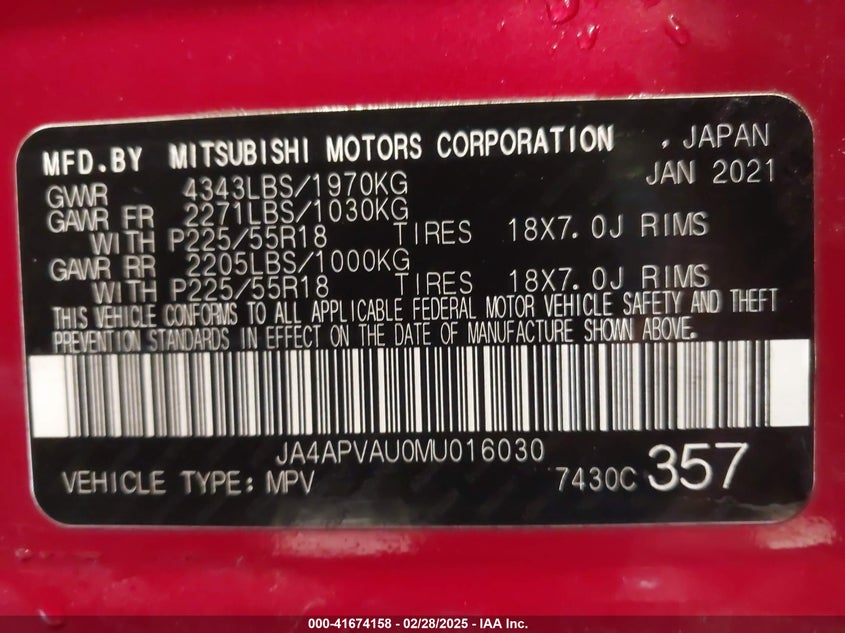 MFD.BY MITSUBISHI MOTORS CORPORATION , JAPAN
GVWR 4343LBS/1970KG JAN 2021
GAWR FR 2271LBS/1030KG
WITH P225/55R18 TIRES 18X7.0J RIMS
GAWR RR 2205LBS/1000KG
WITH P225/55R18 TIRES 18X7.0J RIMS
THIS VEHICLE CONFORMS TO ALL APPLICABLE FEDERAL MOTOR VEHICLE SAFETY AND THEFT
PREVENTION STANDARDS IN EFFECT ON THE DATE OF MANUFACTURE SHOWN ABOVE.
JA4APVAU0MU016030
VEHICLE TYPE: MPV 7430C 357
000-41674158 - 02/28/2025 - IAA Inc.